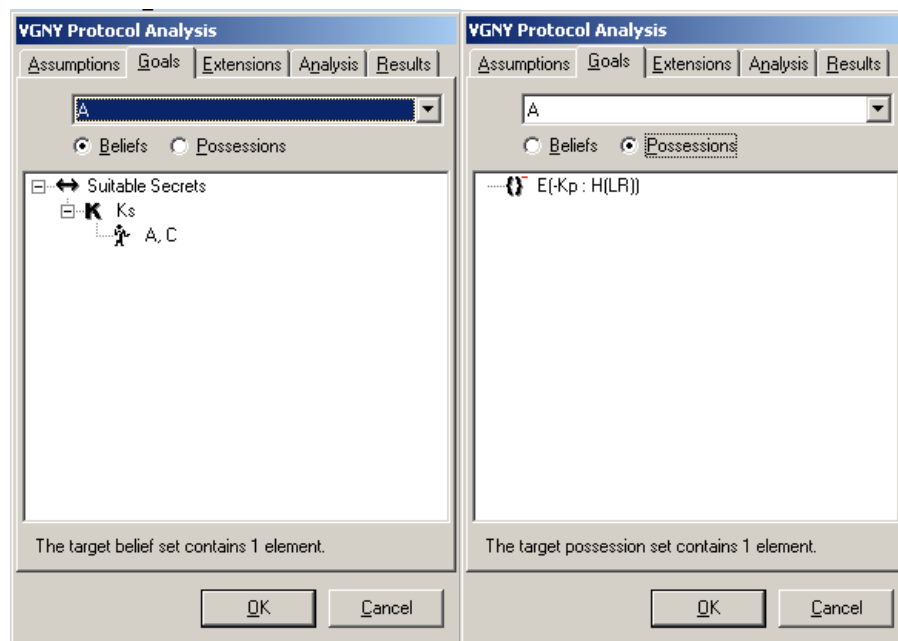 VGNY Protocol Analysis
Assumptions Goals Extensions Analysis Results
A
Beliefs Possessions
Suitable Secrets
K Ks
A, C
The target belief set contains 1 element.
OK Cancel
VGNY Protocol Analysis
Assumptions Goals Extensions Analysis Results
A
Beliefs Possessions
{}- E(-Kp : H(LR))
The target possession set contains 1 element.
OK Cancel